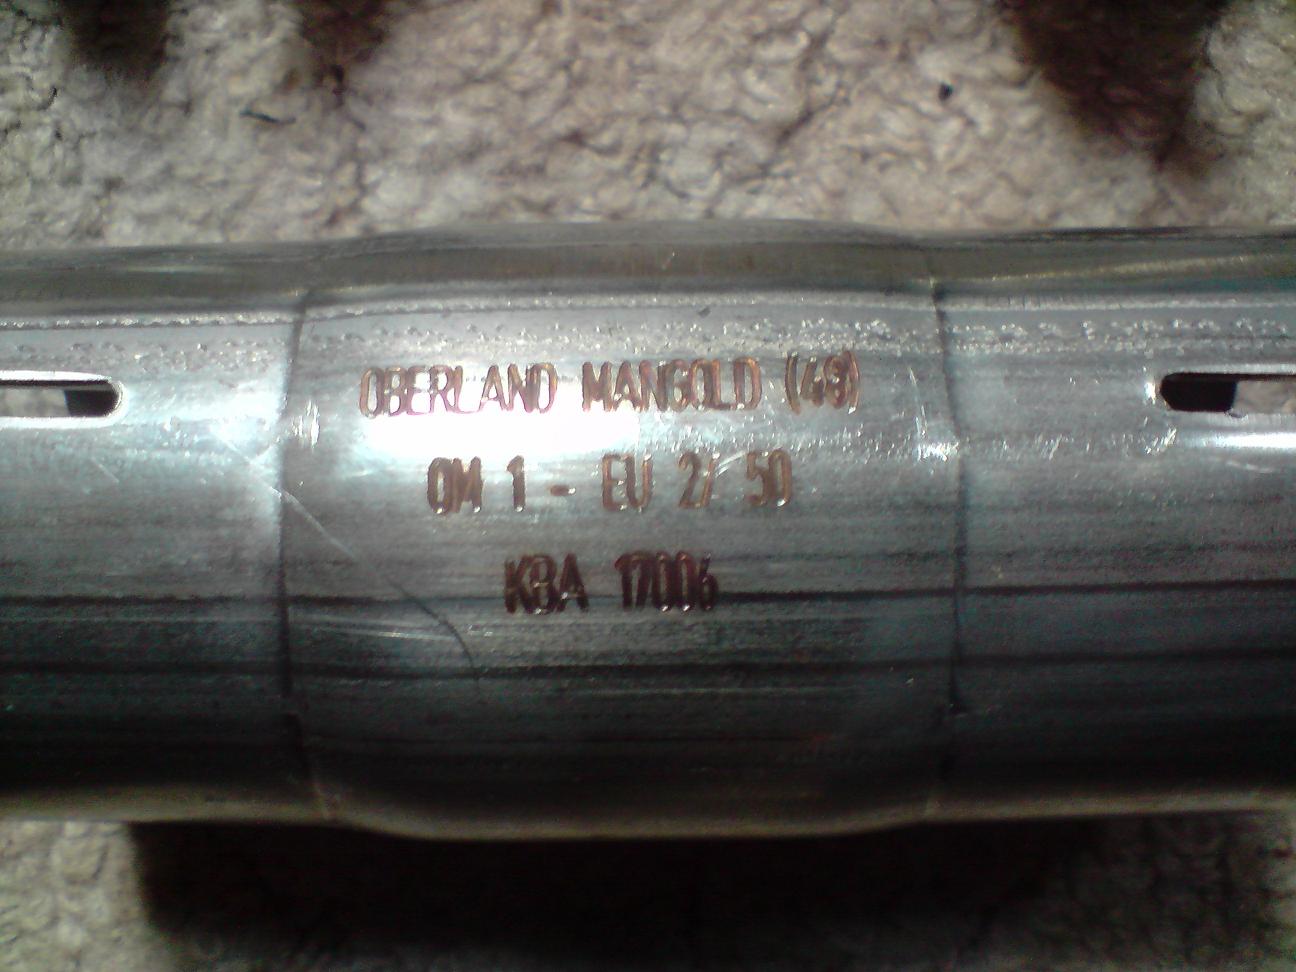 OBERLAND MANGOLD (48)
OM 1 - EU 2/ 50
KBA 17006